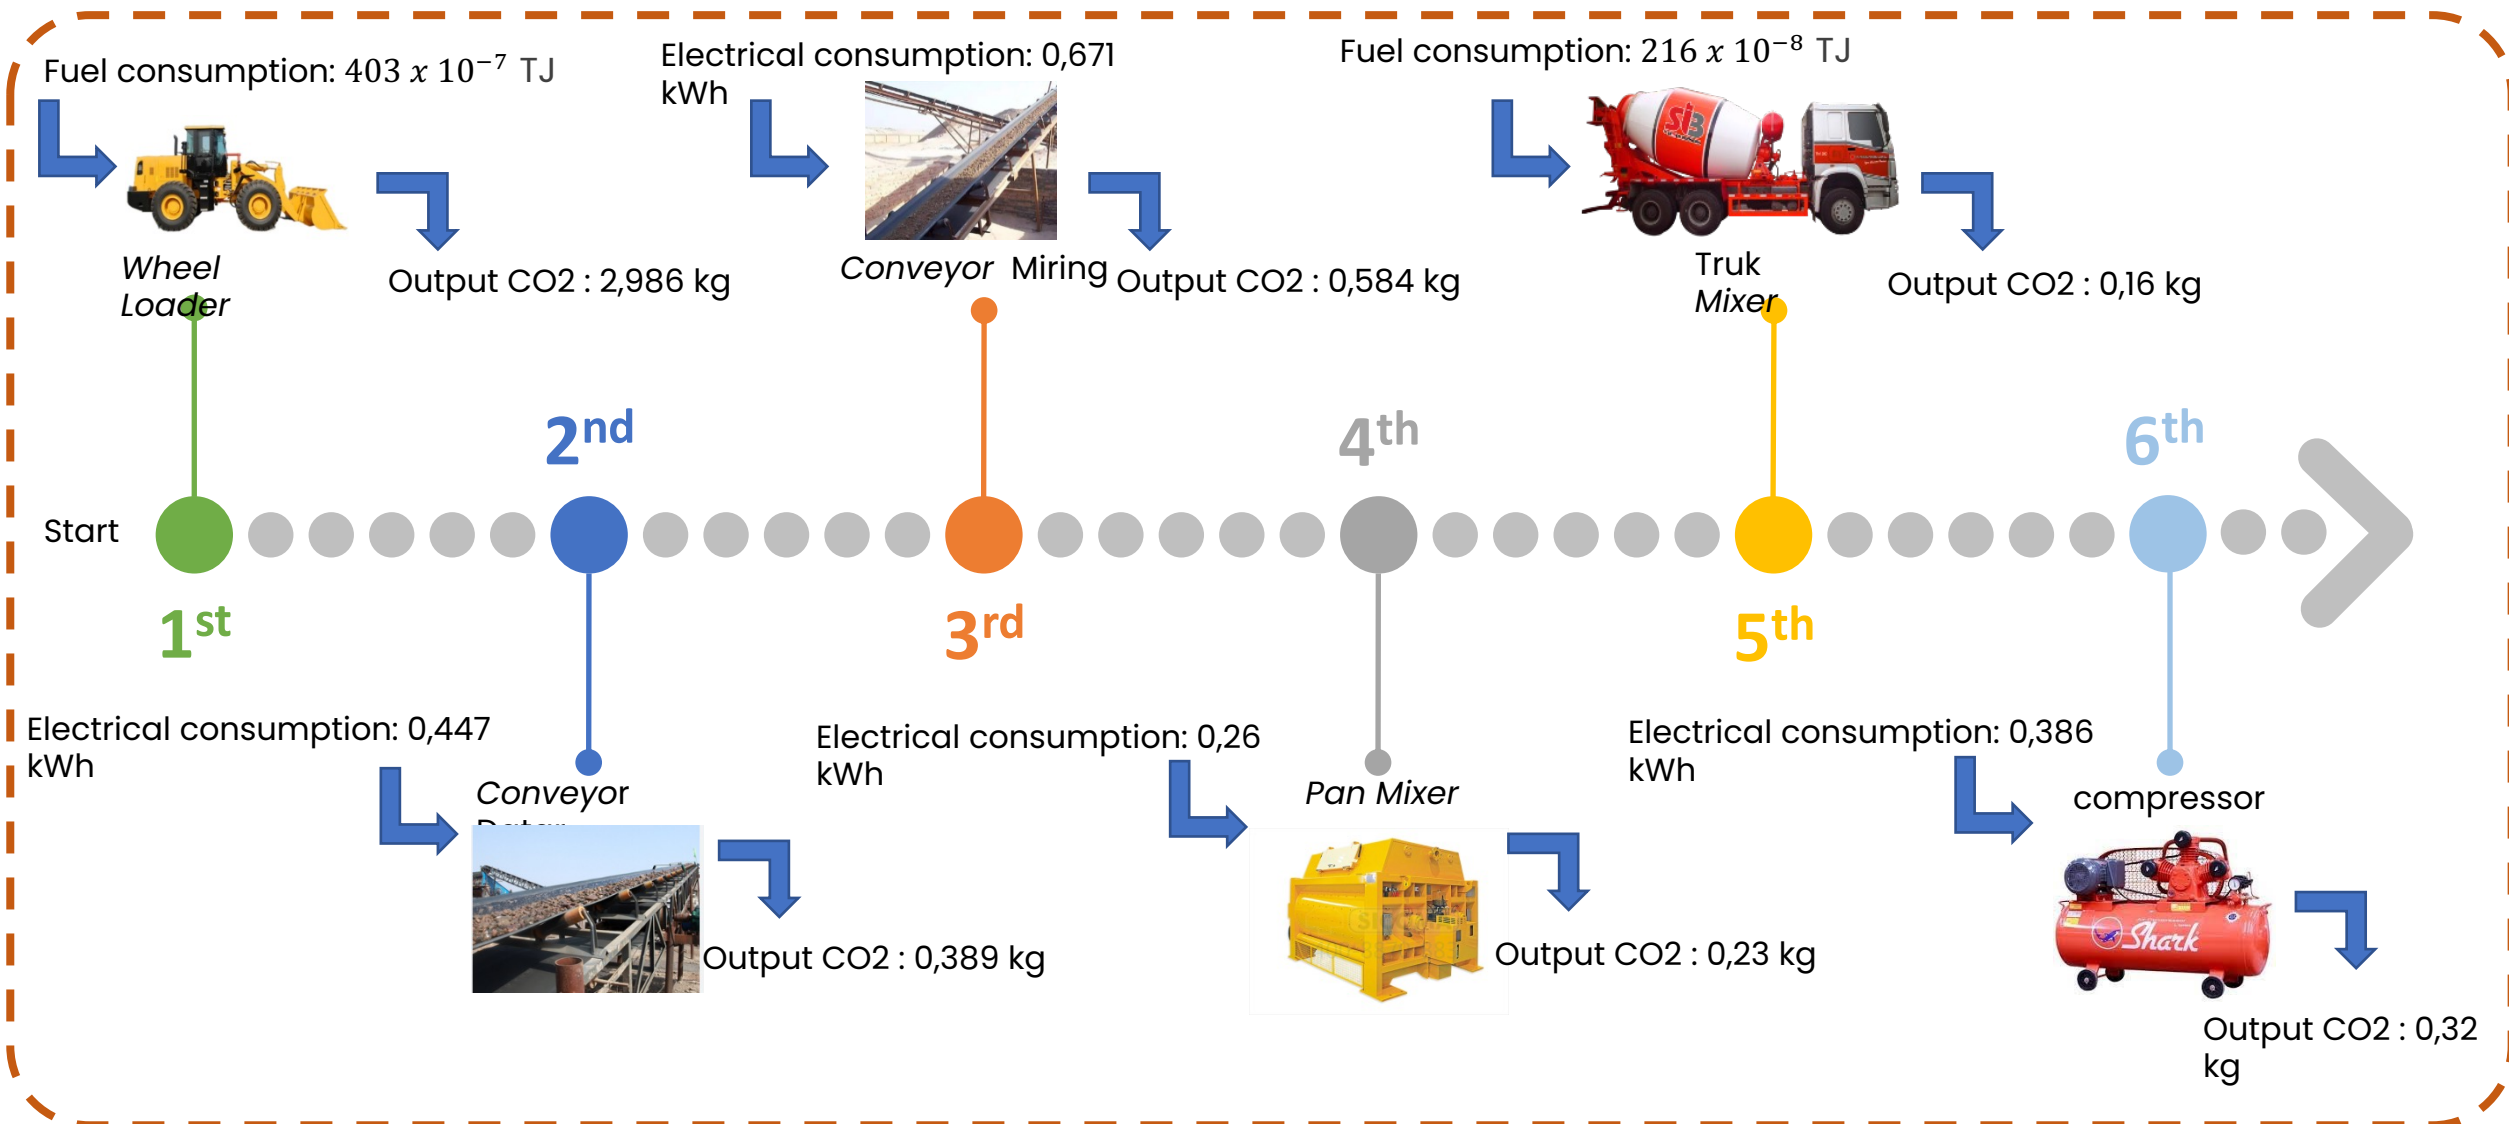 Fuel consumption: 403 x 10⁻⁷ TJ
Wheel
Loader
Output CO2 : 2,986 kg
Electrical consumption: 0,671
kWh
Conveyor Miring
Output CO2 : 0,584 kg
Fuel consumption: 216 x 10⁻⁸ TJ
Truk
Mixer
Output CO2 : 0,16 kg
Start
1st
2nd
3rd
4th
5th
6th
Electrical consumption: 0,447
kWh
Conveyor
Output CO2 : 0,389 kg
Electrical consumption: 0,26
kWh
Pan Mixer
Output CO2 : 0,23 kg
Electrical consumption: 0,386
kWh
compressor
Shark
Output CO2 : 0,32
kg